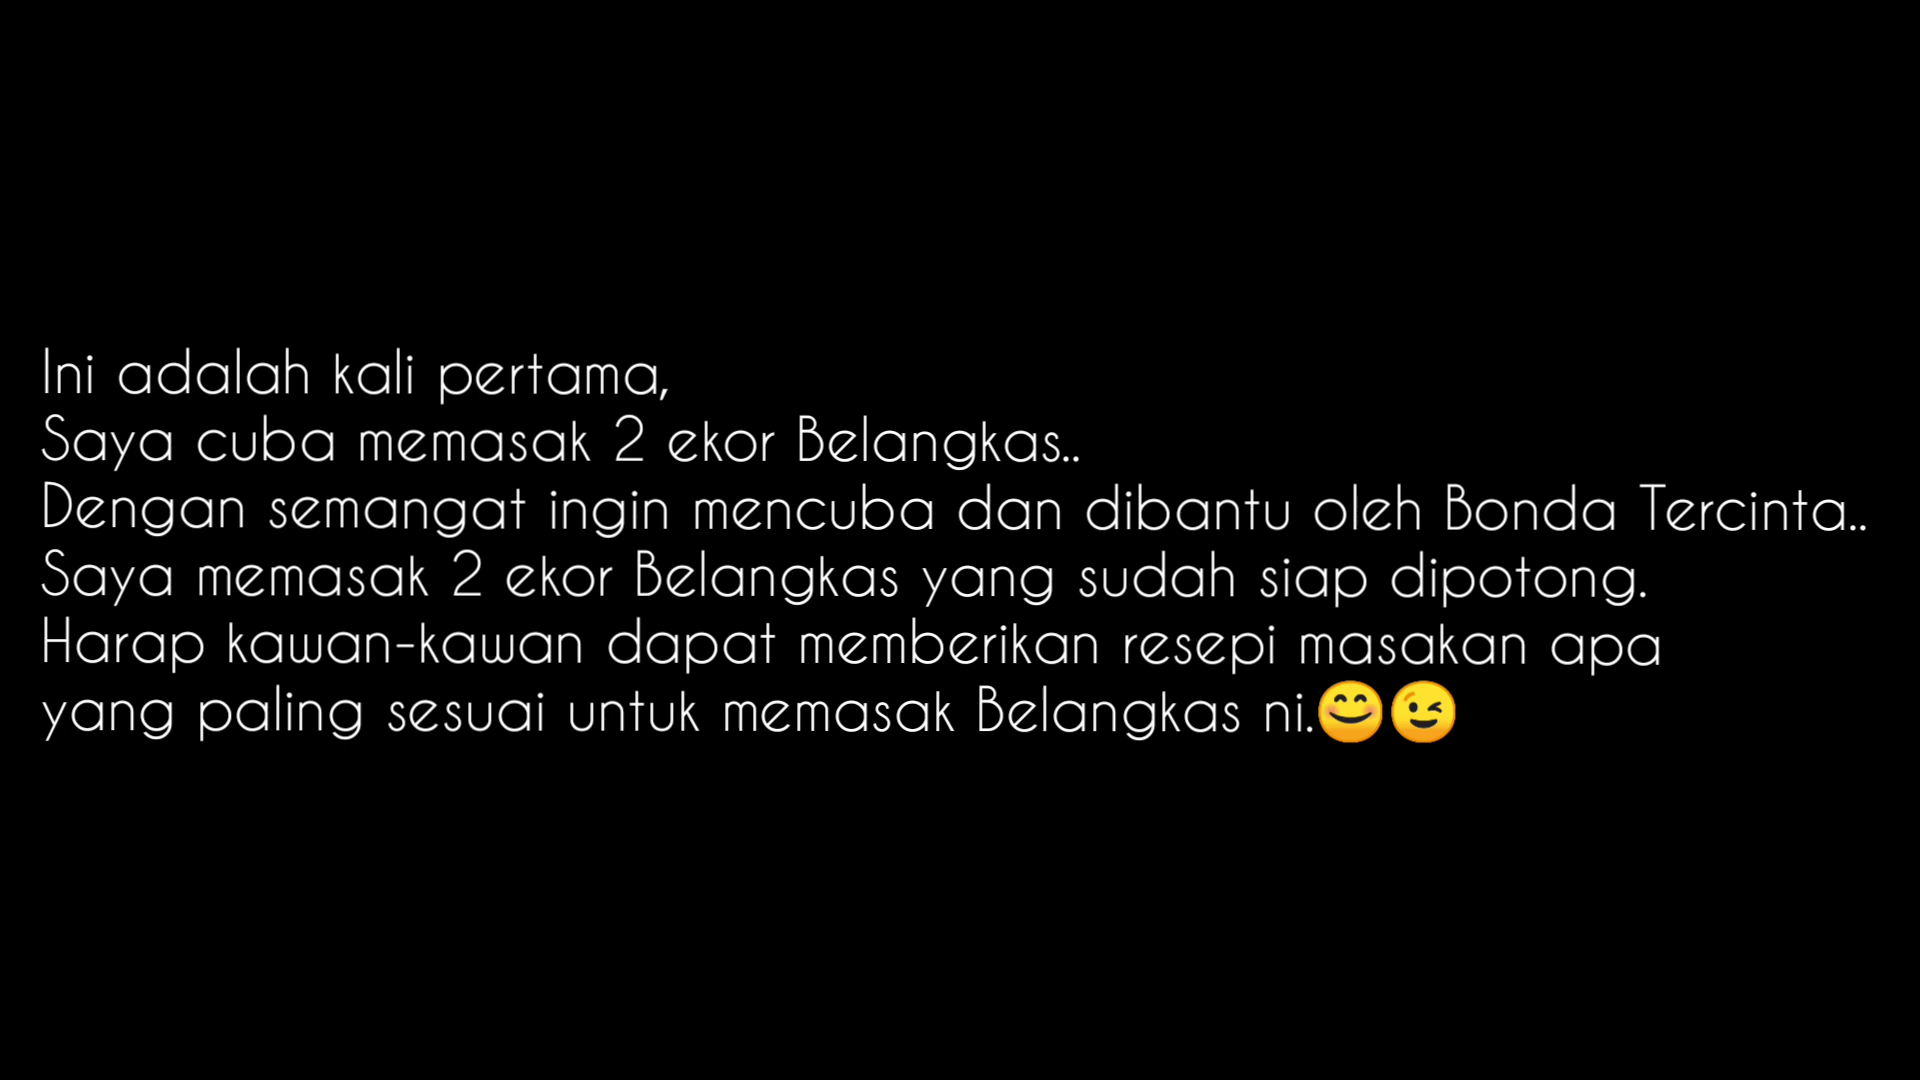 Ini adalah kali pertama,
Saya cuba memasak 2 ekor Belangkas..
Dengan semangat ingin mencuba dan dibantu oleh Bonda Tercinta..
Saya memasak 2 ekor Belangkas yang sudah siap dipotong.
Harap kawan-kawan dapat memberikan resepi masakan apa
yang paling sesuai untuk memasak Belangkas ni.😊😉